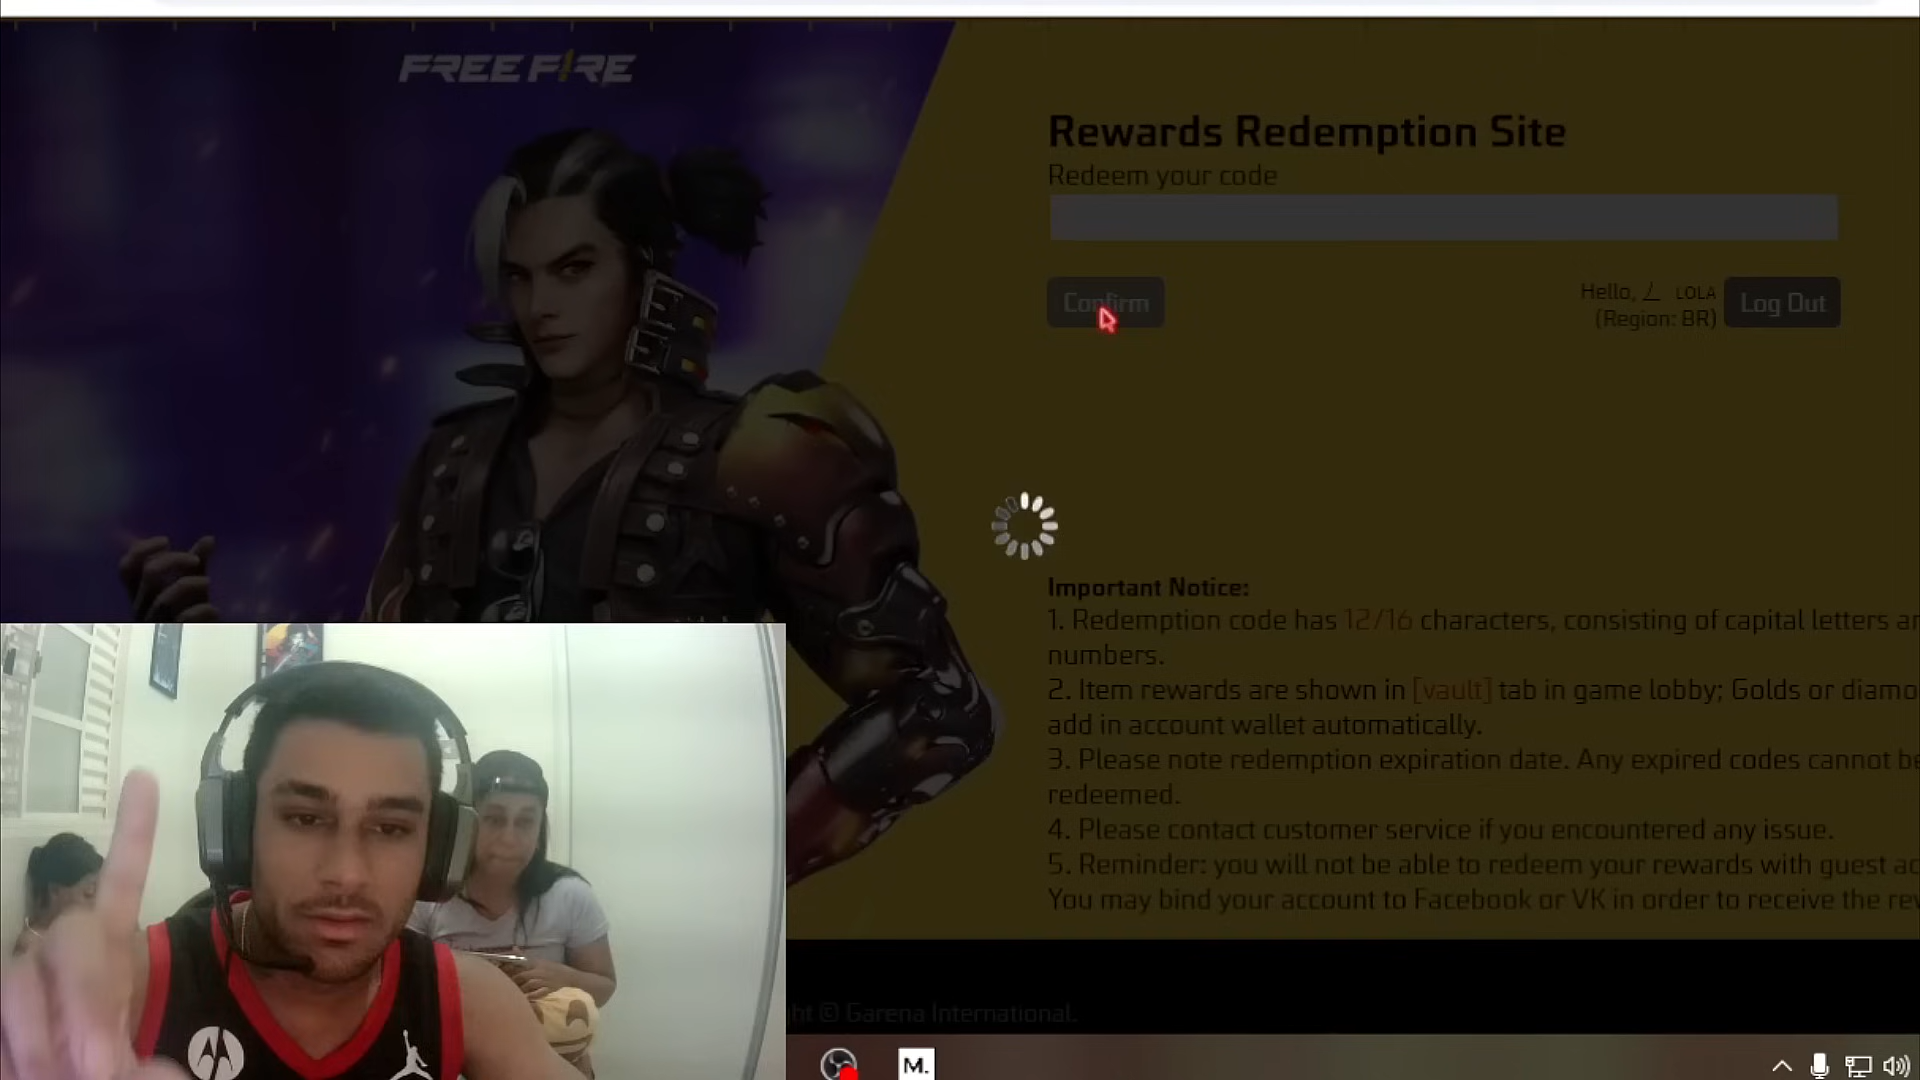 FREE FIRE
Rewards Redemption Site
Redeem your code
Confirm
Hello, LOLA
(Region: BR)
Log Out
Important Notice:
1. Redemption code has 12/16 characters, consisting of capital letters
numbers.
2. Item rewards are shown in [vault] tab in game lobby; Golds or
add in account wallet automatically.
3. Please note redemption expiration date. Any expired codes cannot
redeemed.
4. Please contact customer service if you encountered any issue.
5. Reminder: you will not be able to redeem your rewards with guest
You may bind your account to Facebook or VK in order to receive the
© Garena International.
M.